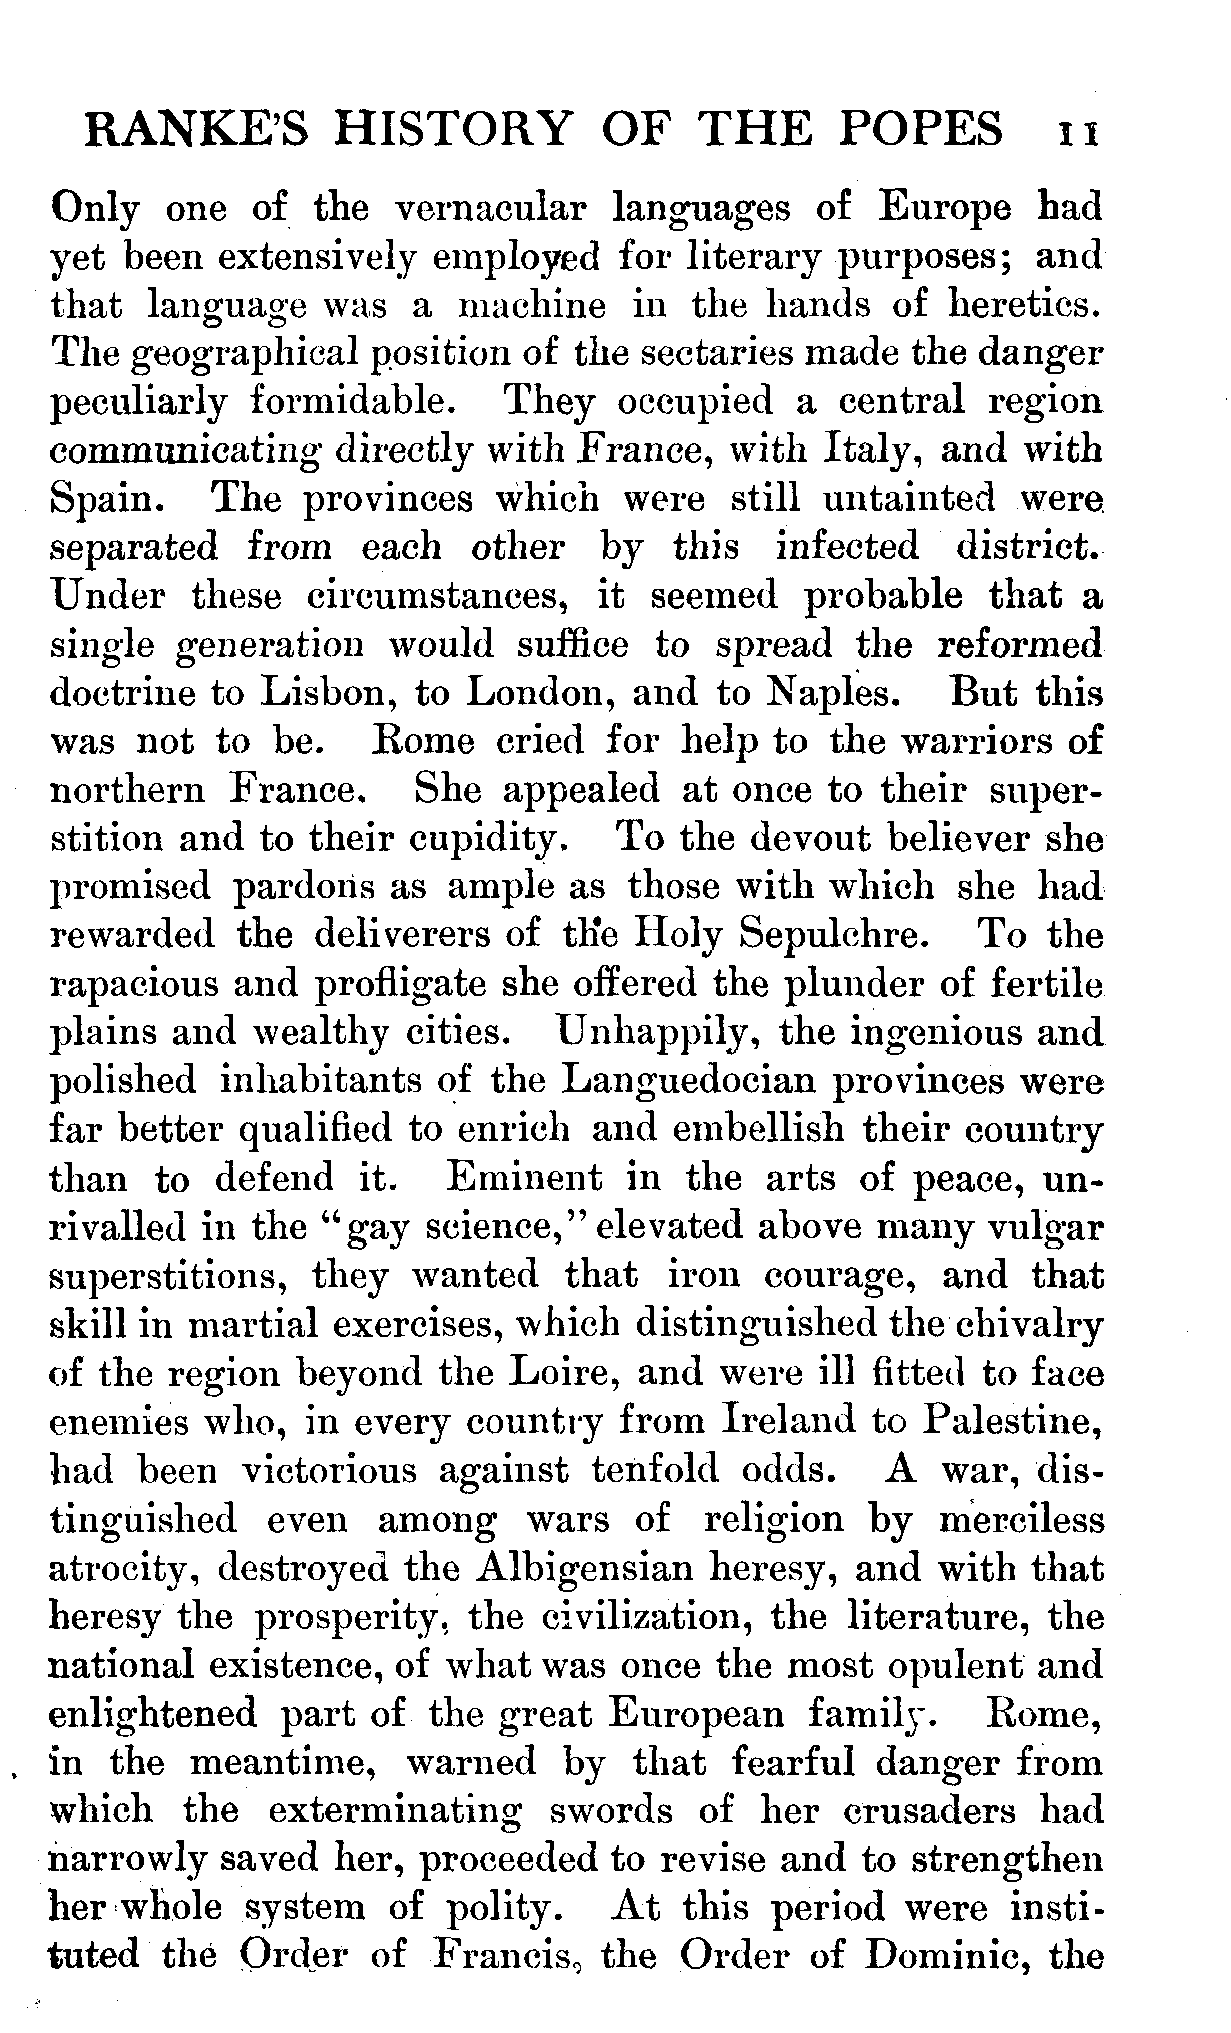 RANKE'S HISTORY OF THE POPES 11
Only one of the vernacular languages of Europe had
yet been extensively employed for literary purposes; and
that language was a machine in the hands of heretics.
The geographical position of the sectaries made the danger
peculiarly formidable. They occupied a central region
communicating directly with France, with Italy, and with
Spain. The provinces which were still untainted were
separated from each other by this infected district.
Under these circumstances, it seemed probable that a
single generation would suffice to spread the reformed
doctrine to Lisbon, to London, and to Naples. But this
was not to be. Rome cried for help to the warriors of
northern France. She appealed at once to their super-
stition and to their cupidity. To the devout believer she
promised pardons as ample as those with which she had
rewarded the deliverers of the Holy Sepulchre. To the
rapacious and profligate she offered the plunder of fertile
plains and wealthy cities. Unhappily, the ingenious and
polished inhabitants of the Languedocian provinces were
far better qualified to enrich and embellish their country
than to defend it. Eminent in the arts of peace, un-
rivalled in the "gay science," elevated above many vulgar
superstitions, they wanted that iron courage, and that
skill in martial exercises, which distinguished the chivalry
of the region beyond the Loire, and were ill fitted to face
enemies who, in every country from Ireland to Palestine,
had been victorious against tenfold odds. A war, dis-
tinguished even among wars of religion by merciless
atrocity, destroyed the Albigensian heresy, and with that
heresy the prosperity, the civilization, the literature, the
national existence, of what was once the most opulent and
enlightened part of the great European family. Rome,
in the meantime, warned by that fearful danger from
which the exterminating swords of her crusaders had
narrowly saved her, proceeded to revise and to strengthen
her whole system of polity. At this period were insti-
tuted the Order of Francis, the Order of Dominic, the